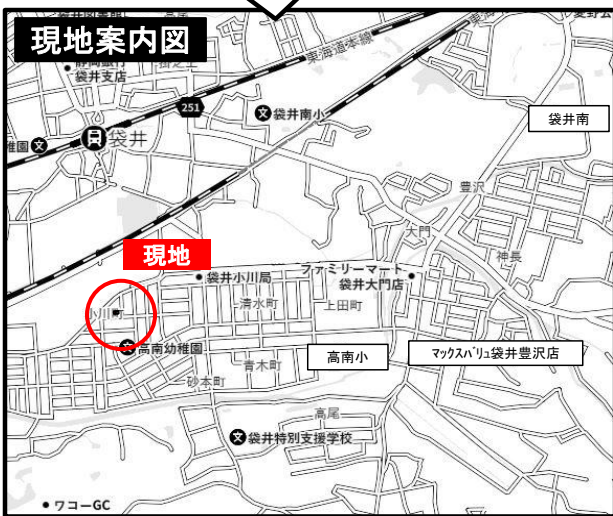 現地案内図
高尾
掛之上
静岡銀行
袋井支店
東海道本線
251
袋井南小
袋井
袋井南
豊沢
大門
現地
神長
袋井小川局
ファミリーマート
袋井大門店
小川町
清水町
上田町
高南幼稚園
高南小
マックスバリュ袋井豊沢店
青木町
砂本町
高尾
袋井特別支援学校
ワコーGC